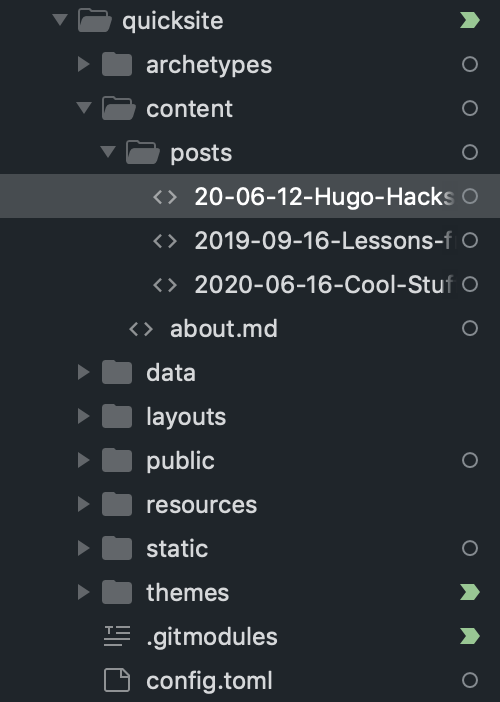 quicksite
archetypes
content
posts
20-06-12-Hugo-Hacks
2019-09-16-Lessons-f
2020-06-16-Cool-Stuf
about.md
data
layouts
public
resources
static
themes
.gitmodules
config.toml